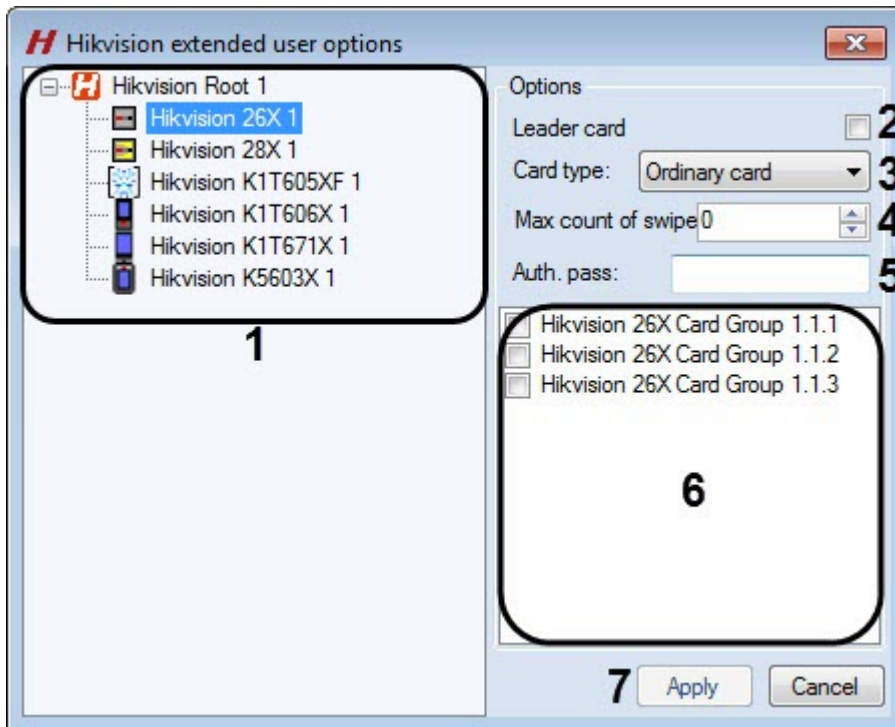 Hikvision extended user options
Hikvision Root 1
Hikvision 26X 1
Hikvision 28X 1
Hikvision K1T605XF 1
Hikvision K1T606X 1
Hikvision K1T671X 1
Hikvision K5603X 1
1
Options
Leader card 2
Card type: Ordinary card 3
Max count of swipe 0 4
Auth. pass: 5
Hikvision 26X Card Group 1.1.1
Hikvision 26X Card Group 1.1.2
Hikvision 26X Card Group 1.1.3
6
7 Apply Cancel